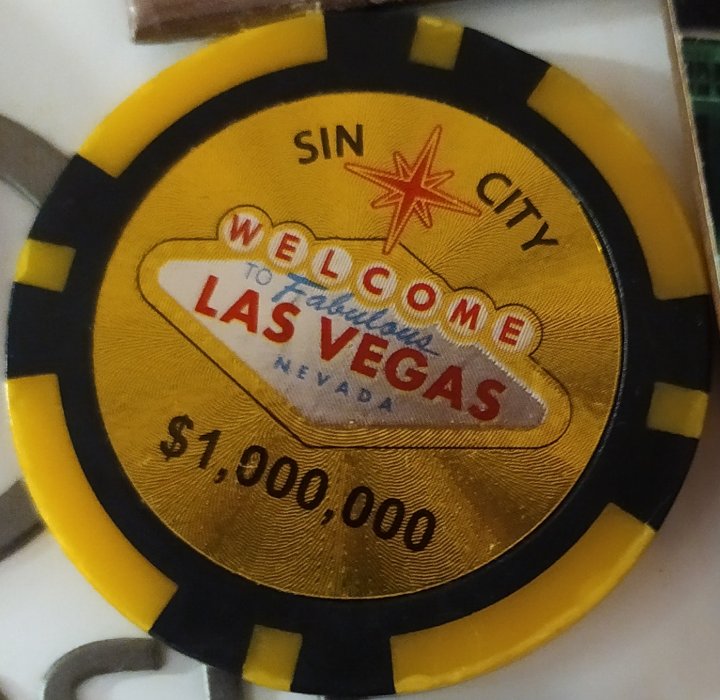 SIN CITY
WELCOME
TO Fabulous
LAS VEGAS
NEVADA
$1,000,000